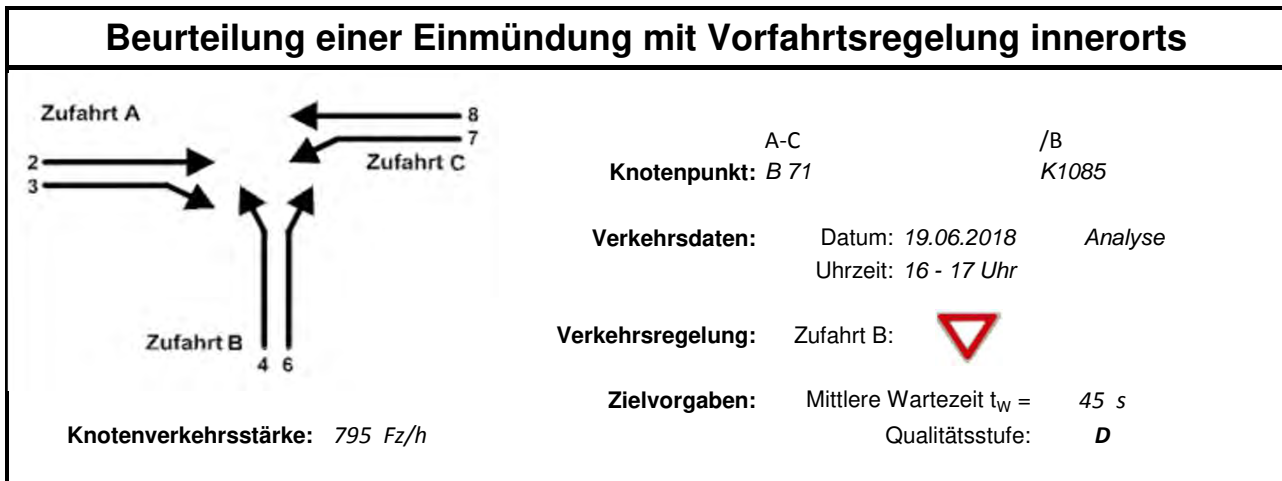 Beurteilung einer Einmündung mit Vorfahrtsregelung innerorts
Zufahrt A
8
7
Zufahrt C
2
3
Zufahrt B
4 6
Knotenverkehrsstärke: 795 Fz/h
A-C /B
Knotenpunkt: B 71 K1085
Verkehrsdaten: Datum: 19.06.2018 Analyse
Uhrzeit: 16 - 17 Uhr
Verkehrsregelung: Zufahrt B:
Zielvorgaben: Mittlere Wartezeit tW = 45 s
Qualitätsstufe: D